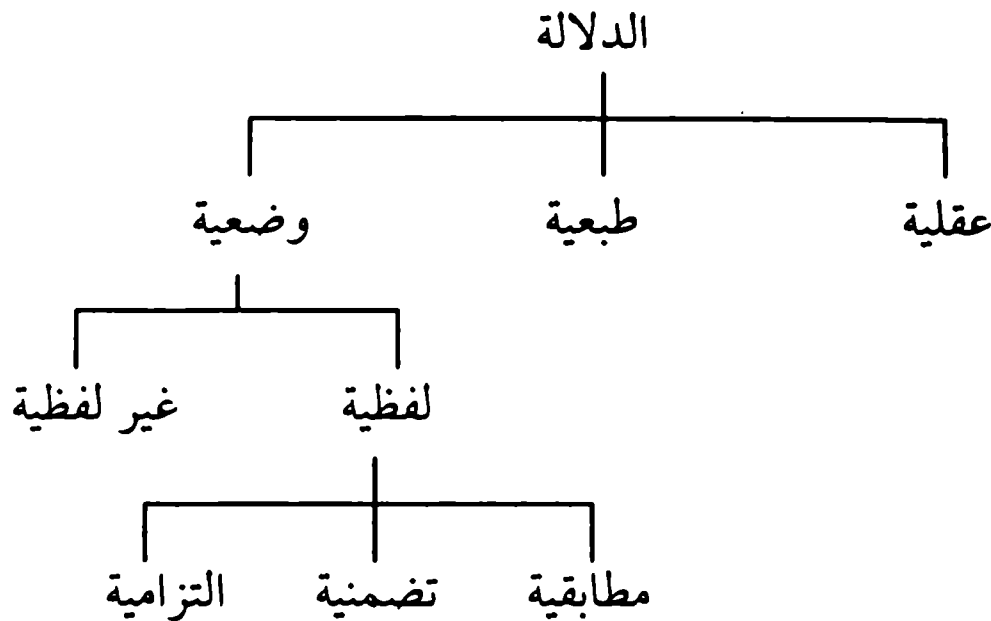 الدلالة
عقلية طبعية وضعية
لفظية غير لفظية
مطابقية تضمنية التزامية